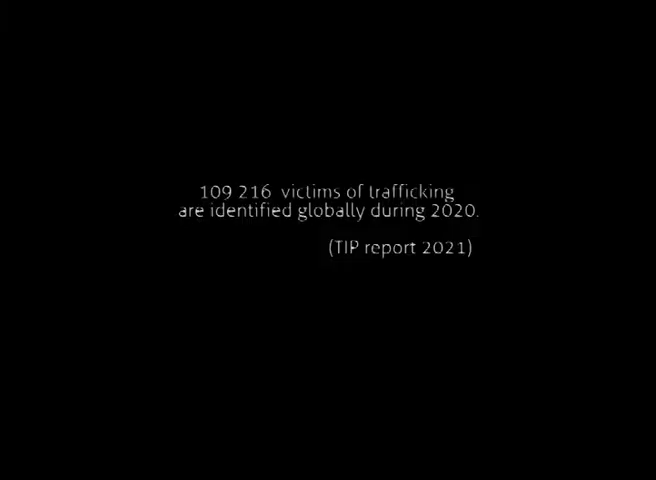 109 216 victims of trafficking
are identified globally during 2020.
(TIP report 2021)